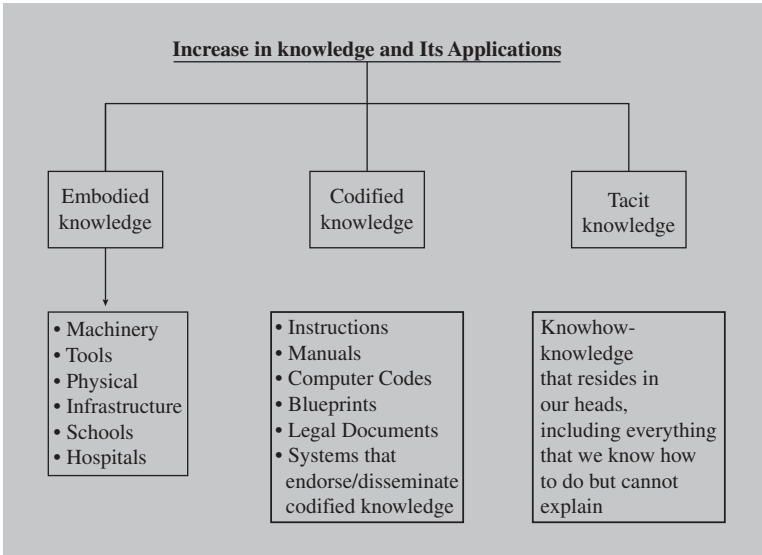 Increase in knowledge and Its Applications
Embodied
knowledge
Codified
knowledge
Tacit
knowledge
• Machinery
• Tools
• Physical
• Infrastructure
• Schools
• Hospitals
• Instructions
• Manuals
• Computer Codes
• Blueprints
• Legal Documents
• Systems that
endorse/disseminate
codified knowledge
Knowhow-
knowledge
that resides in
our heads,
including everything
that we know how
to do but cannot
explain